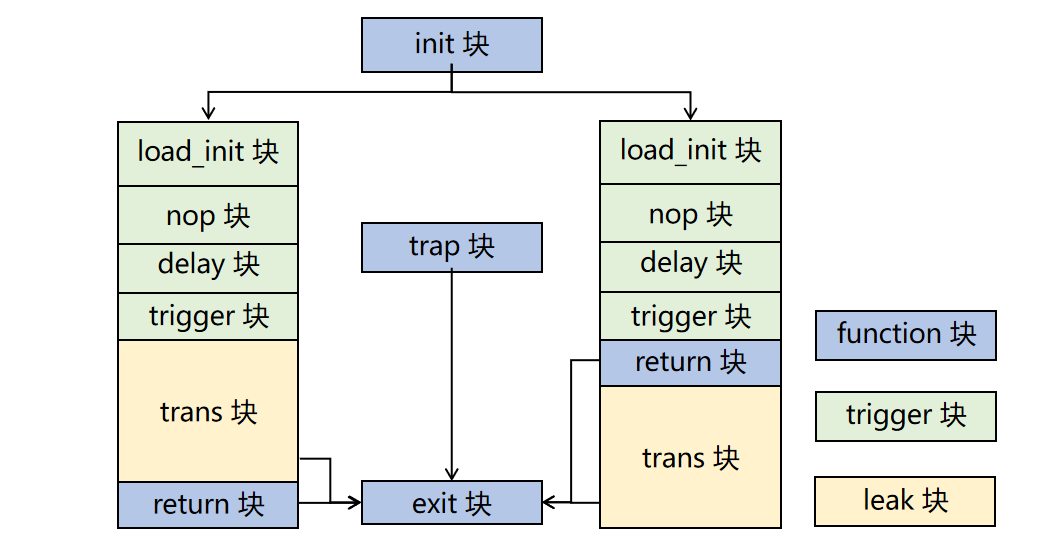 init 块
load_init 块
nop 块
delay 块
trigger 块
trans 块
return 块
trap 块
exit 块
load_init 块
nop 块
delay 块
trigger 块
return 块
trans 块
function 块
trigger 块
leak 块